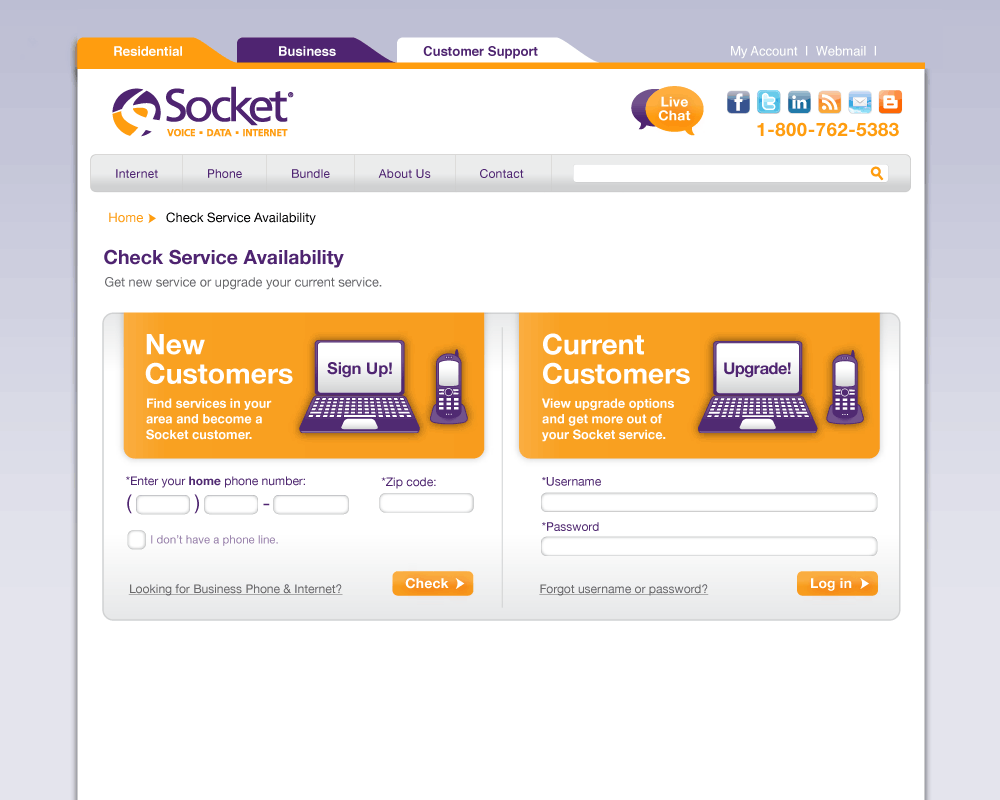 Residential
Business
Customer Support
My Account | Webmail |
Socket®
VOICE • DATA • INTERNET
Live
Chat
f
t
in
B
1-800-762-5383
Internet
Phone
Bundle
About Us
Contact
Home
Check Service Availability
Check Service Availability
Get new service or upgrade your current service.
New
Customers
Find services in your
area and become a
Socket customer.
Sign Up!
Current
Customers
View upgrade options
and get more out of
your Socket service.
Upgrade!
*Enter your home phone number:
*Zip code:
( ) -
I don't have a phone line.
Looking for Business Phone & Internet?
Check
*Username
*Password
Forgot username or password?
Log in